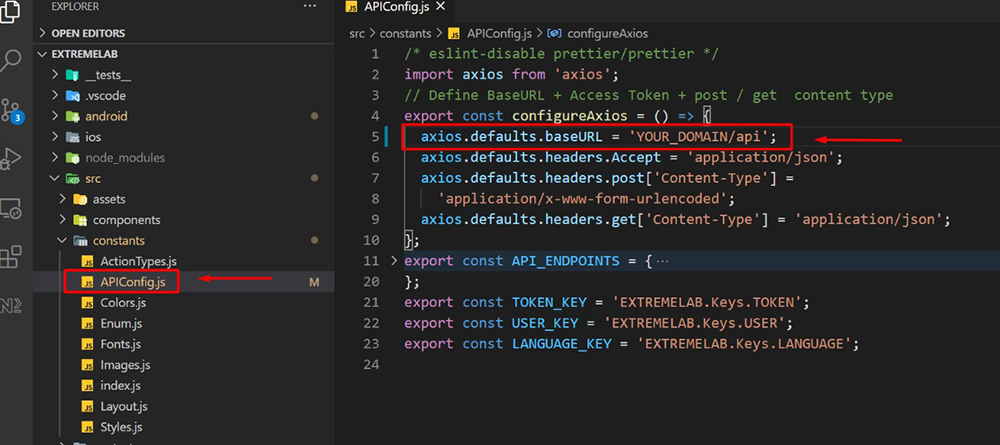 EXPLORER
···
OPEN EDITORS
EXTREMELAB
__tests__
.vscode
android
ios
node_modules
src
assets
components
constants
ActionTypes.js
APIConfig.js M
Colors.js
Enum.js
Fonts.js
Images.js
index.js
Layout.js
Styles.js
3
JS APIConfig.js ×
src > constants > JS APIConfig.js > configureAxios
1 /* eslint-disable prettier/prettier */
2 import axios from 'axios';
3 // Define BaseURL + Access Token + post / get  content type
4 export const configureAxios = () => {
5   axios.defaults.baseURL = 'YOUR_DOMAIN/api';
6   axios.defaults.headers.Accept = 'application/json';
7   axios.defaults.headers.post['Content-Type'] =
8     'application/x-www-form-urlencoded';
9   axios.defaults.headers.get['Content-Type'] = 'application/json';
10 };
11 > export const API_ENDPOINTS = {···
20 };
21 export const TOKEN_KEY = 'EXTREMELAB.Keys.TOKEN';
22 export const USER_KEY = 'EXTREMELAB.Keys.USER';
23 export const LANGUAGE_KEY = 'EXTREMELAB.Keys.LANGUAGE';
24